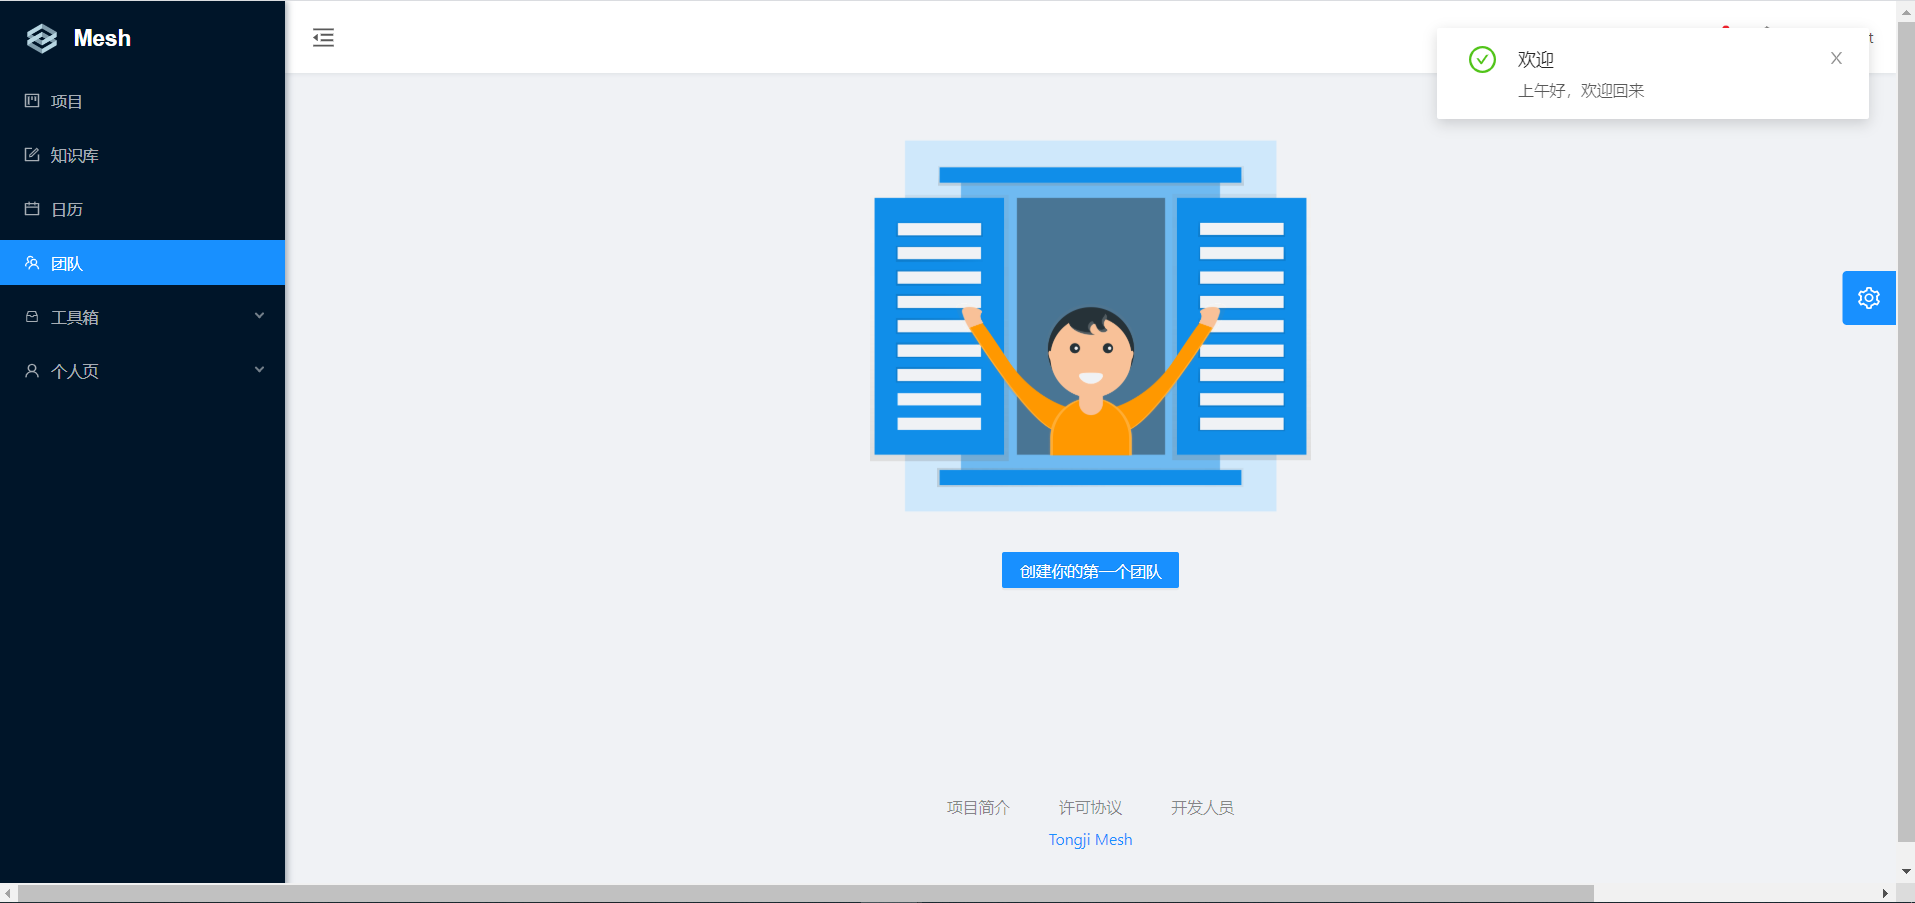 Mesh
项目
知识库
日历
团队
工具箱
个人页
欢迎
上午好，欢迎回来
创建你的第一个团队
项目简介 许可协议 开发人员
Tongji Mesh